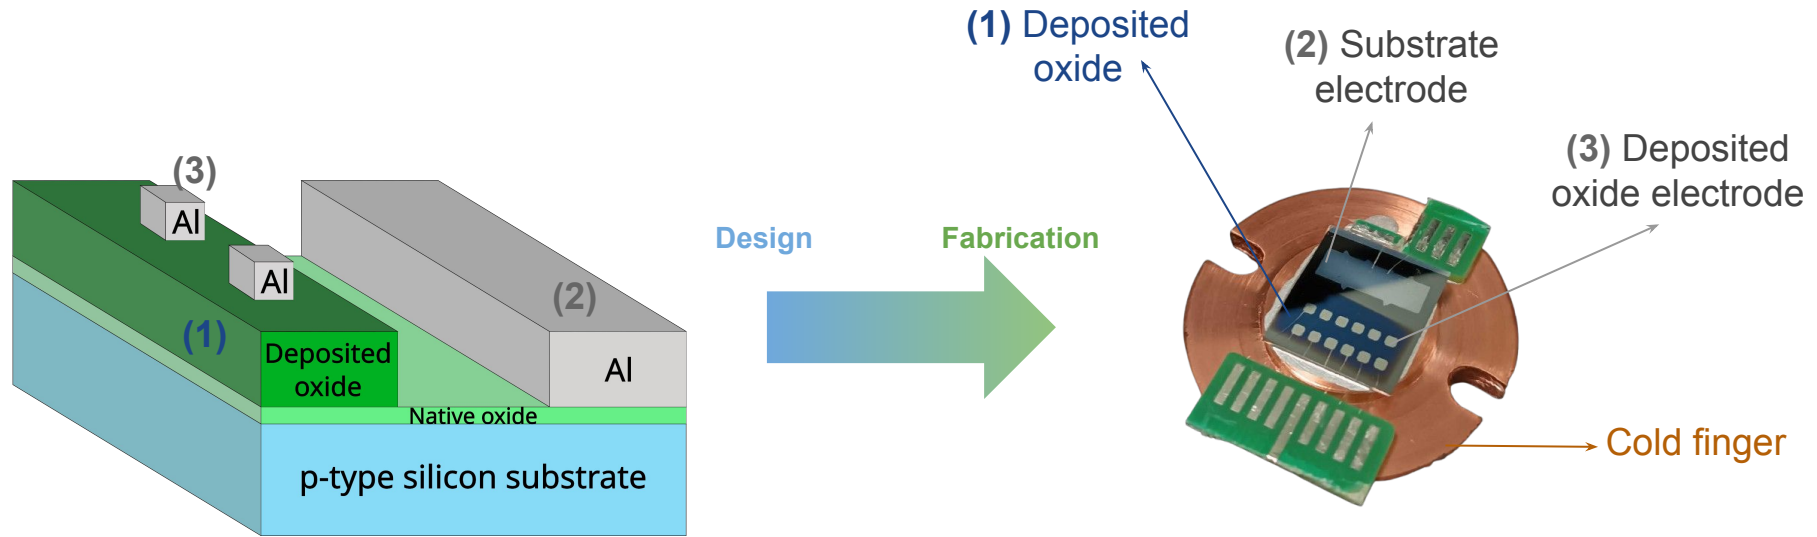 (3)
Al
Al
(1)
(2)
Deposited
oxide
Al
Native oxide
p-type silicon substrate
Design
Fabrication
(1) Deposited
oxide
(2) Substrate
electrode
(3) Deposited
oxide electrode
Cold finger